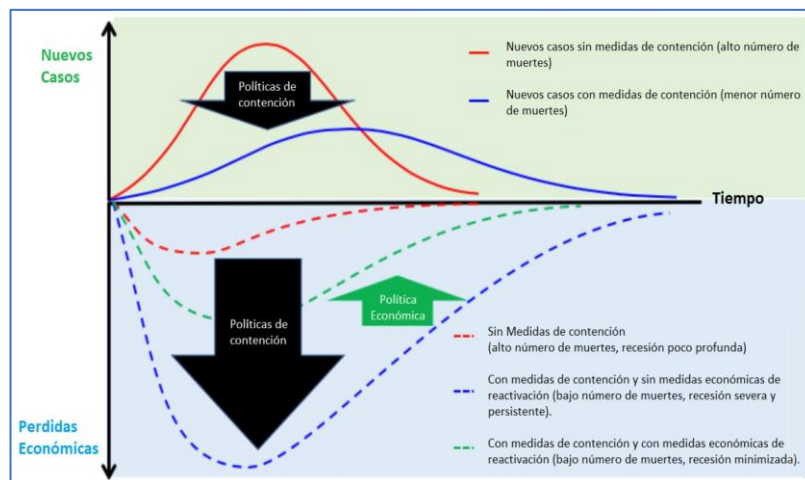 Nuevos
Casos
Nuevos casos sin medidas de contención (alto número de
muertes)
Políticas de
contención
Nuevos casos con medidas de contención (menor número
de muertes)
Tiempo
Políticas de
contención
Política
Económica
Sin Medidas de contención
(alto número de muertes, recesión poco profunda)
Con medidas de contención y sin medidas económicas de
reactivación (bajo número de muertes, recesión severa y
persistente).
Perdidas
Económicas
Con medidas de contención y con medidas económicas de
reactivación (bajo número de muertes, recesión minimizada).